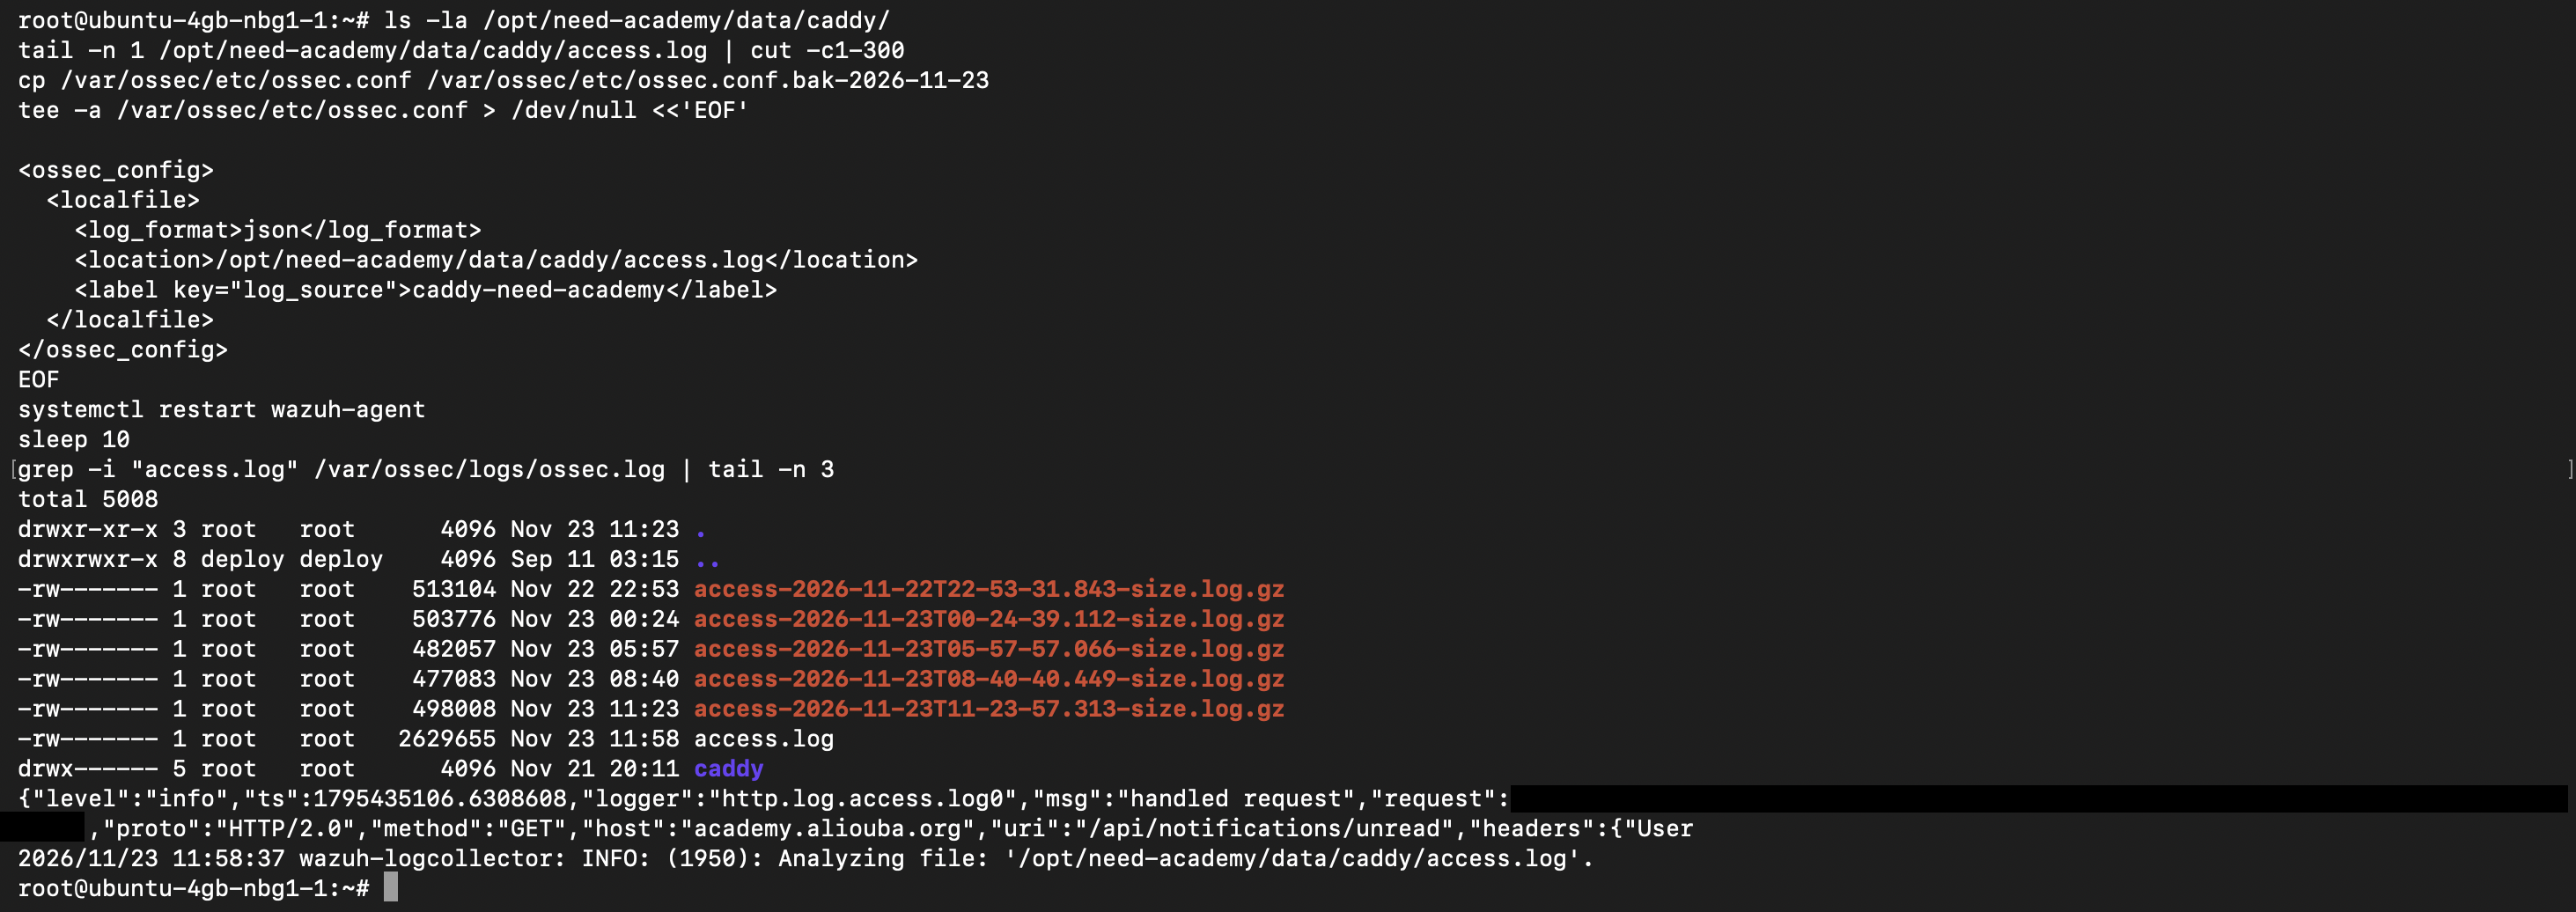 root@ubuntu-4gb-nbg1-1:~# ls -la /opt/need-academy/data/caddy/
tail -n 1 /opt/need-academy/data/caddy/access.log | cut -c1-300
cp /var/ossec/etc/ossec.conf /var/ossec/etc/ossec.conf.bak-2026-11-23
tee -a /var/ossec/etc/ossec.conf > /dev/null <<'EOF'

<ossec_config>
  <localfile>
    <log_format>json</log_format>
    <location>/opt/need-academy/data/caddy/access.log</location>
    <label key="log_source">caddy-need-academy</label>
  </localfile>
</ossec_config>
EOF
systemctl restart wazuh-agent
sleep 10
[grep -i "access.log" /var/ossec/logs/ossec.log | tail -n 3 ]
total 5008
drwxr-xr-x 3 root   root      4096 Nov 23 11:23 .
drwxrwxr-x 8 deploy deploy    4096 Sep 11 03:15 ..
-rw------- 1 root   root    513104 Nov 22 22:53 access-2026-11-22T22-53-31.843-size.log.gz
-rw------- 1 root   root    503776 Nov 23 00:24 access-2026-11-23T00-24-39.112-size.log.gz
-rw------- 1 root   root    482057 Nov 23 05:57 access-2026-11-23T05-57-57.066-size.log.gz
-rw------- 1 root   root    477083 Nov 23 08:40 access-2026-11-23T08-40-40.449-size.log.gz
-rw------- 1 root   root    498008 Nov 23 11:23 access-2026-11-23T11-23-57.313-size.log.gz
-rw------- 1 root   root   2629655 Nov 23 11:58 access.log
drwx------ 5 root   root      4096 Nov 21 20:11 caddy
{"level":"info","ts":1795435106.6308608,"logger":"http.log.access.log0","msg":"handled request","request":
,"proto":"HTTP/2.0","method":"GET","host":"academy.aliouba.org","uri":"/api/notifications/unread","headers":{"User
2026/11/23 11:58:37 wazuh-logcollector: INFO: (1950): Analyzing file: '/opt/need-academy/data/caddy/access.log'.
root@ubuntu-4gb-nbg1-1:~#